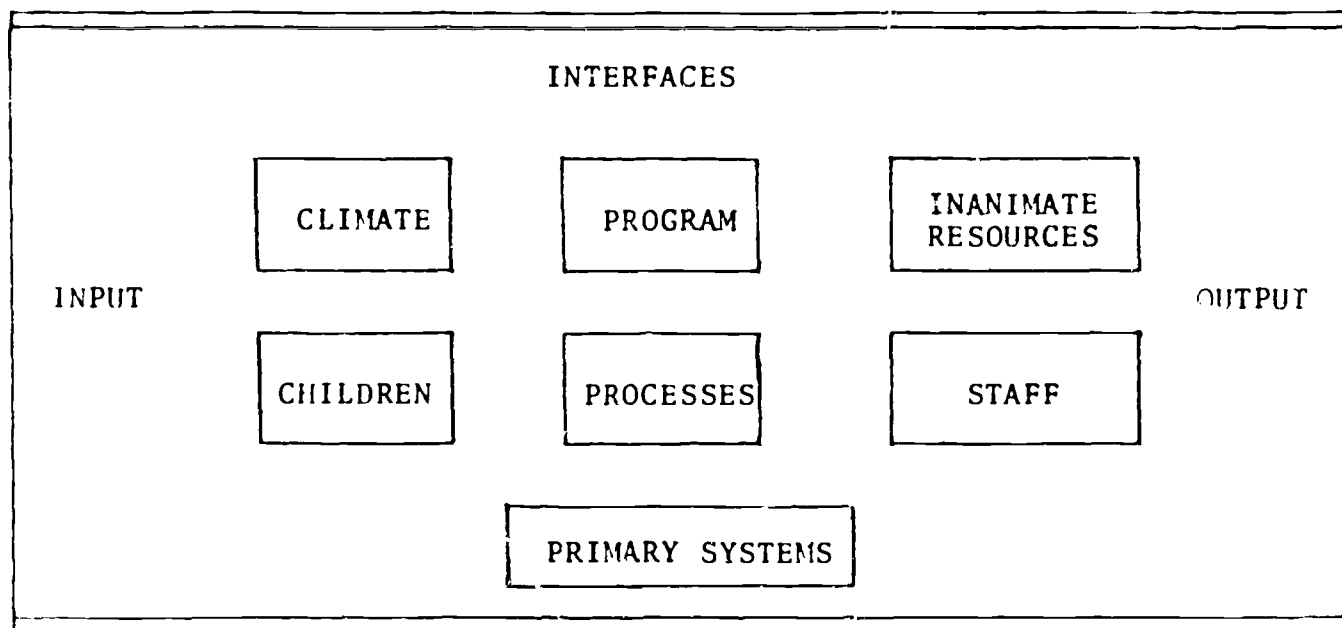 INTERFACES
CLIMATE
PROGRAM
INANIMATE
RESOURCES
INPUT
OUTPUT
CHILDREN
PROCESSES
STAFF
PRIMARY SYSTEMS